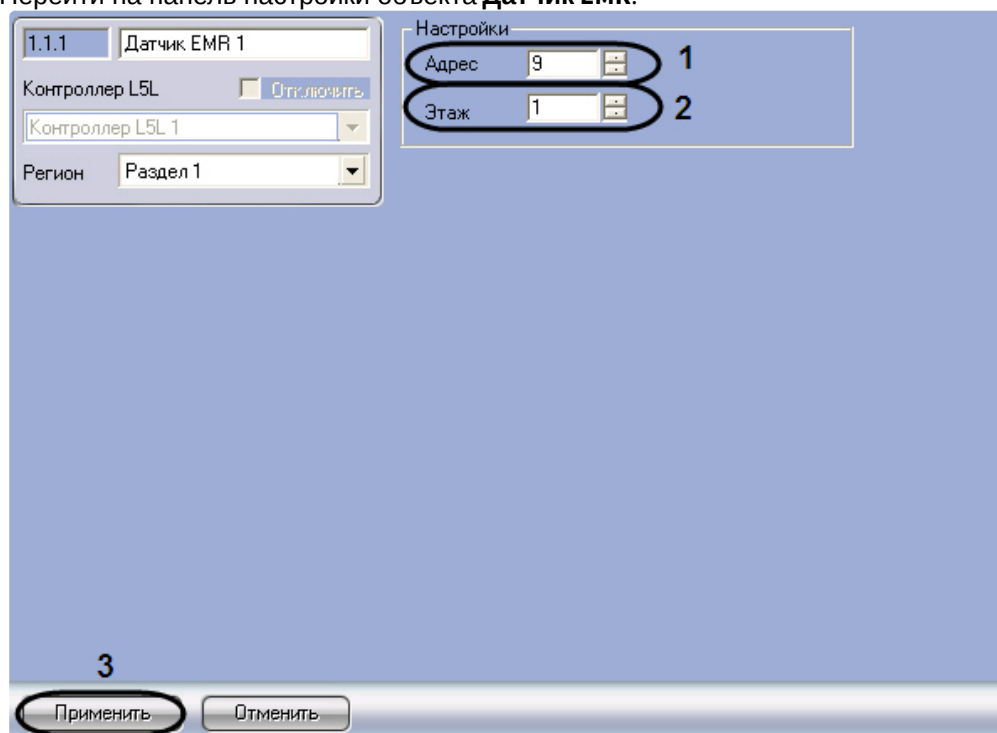 Перейти на панель настройки объекта Датчик EMR.
1.1.1 Датчик EMR 1
Контроллер L5L Отключить
Контроллер L5L 1
Регион Раздел 1
Настройки
Адрес 9 1
Этаж 1 2
3
Применить Отменить